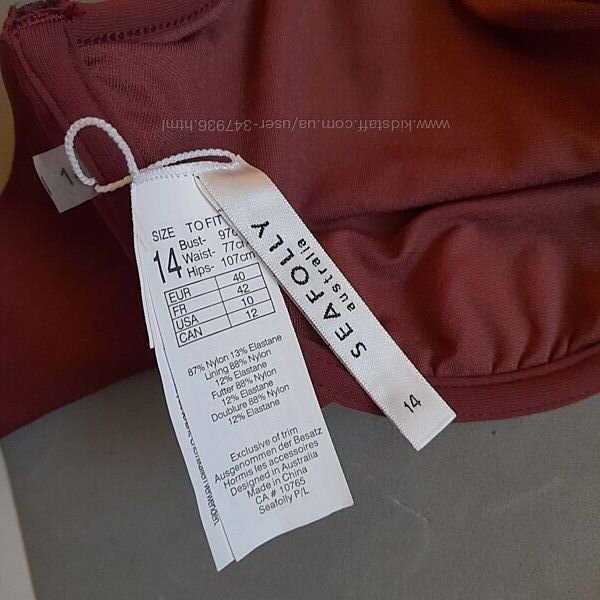 www.kidstaff.com.ua/user-347936.html
SIZE TO FIT
14
Bust- 97c
Waist- 77cm
Hips- 107cm
EUR 40
FR 42
USA 10
CAN 12
87% Nylon 13% Elastane
Lining 88% Nylon
12% Elastane
Futter 88% Nylon
12% Elastane
Doublure 88% Nylon
12% Elastane
Exclusive of trim
Ausgenommen der Besatz
Hormis les accessoires
Designed in Australia
Made in China
CA # 10765
Seafolly P/L
SEAFOLLY
australia
14